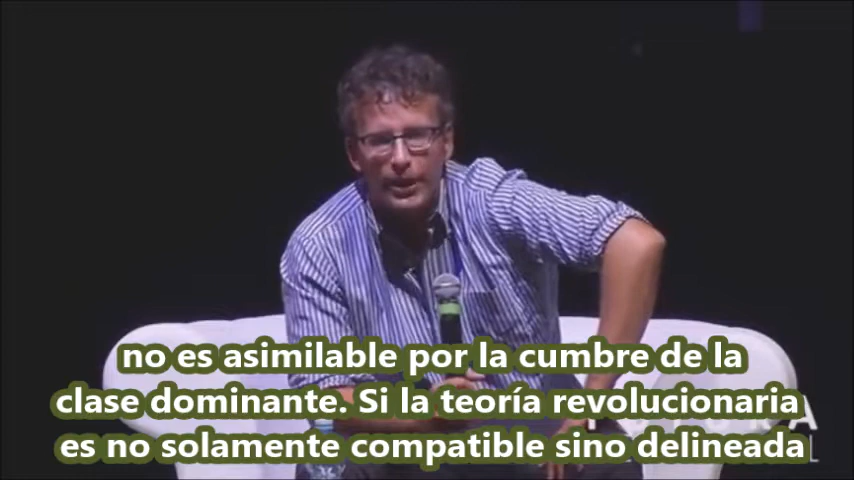 no es asimilable por la cumbre de la
clase dominante. Si la teoría revolucionaria
es no solamente compatible sino delineada